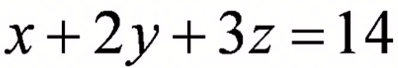 x + 2y + 3z = 14